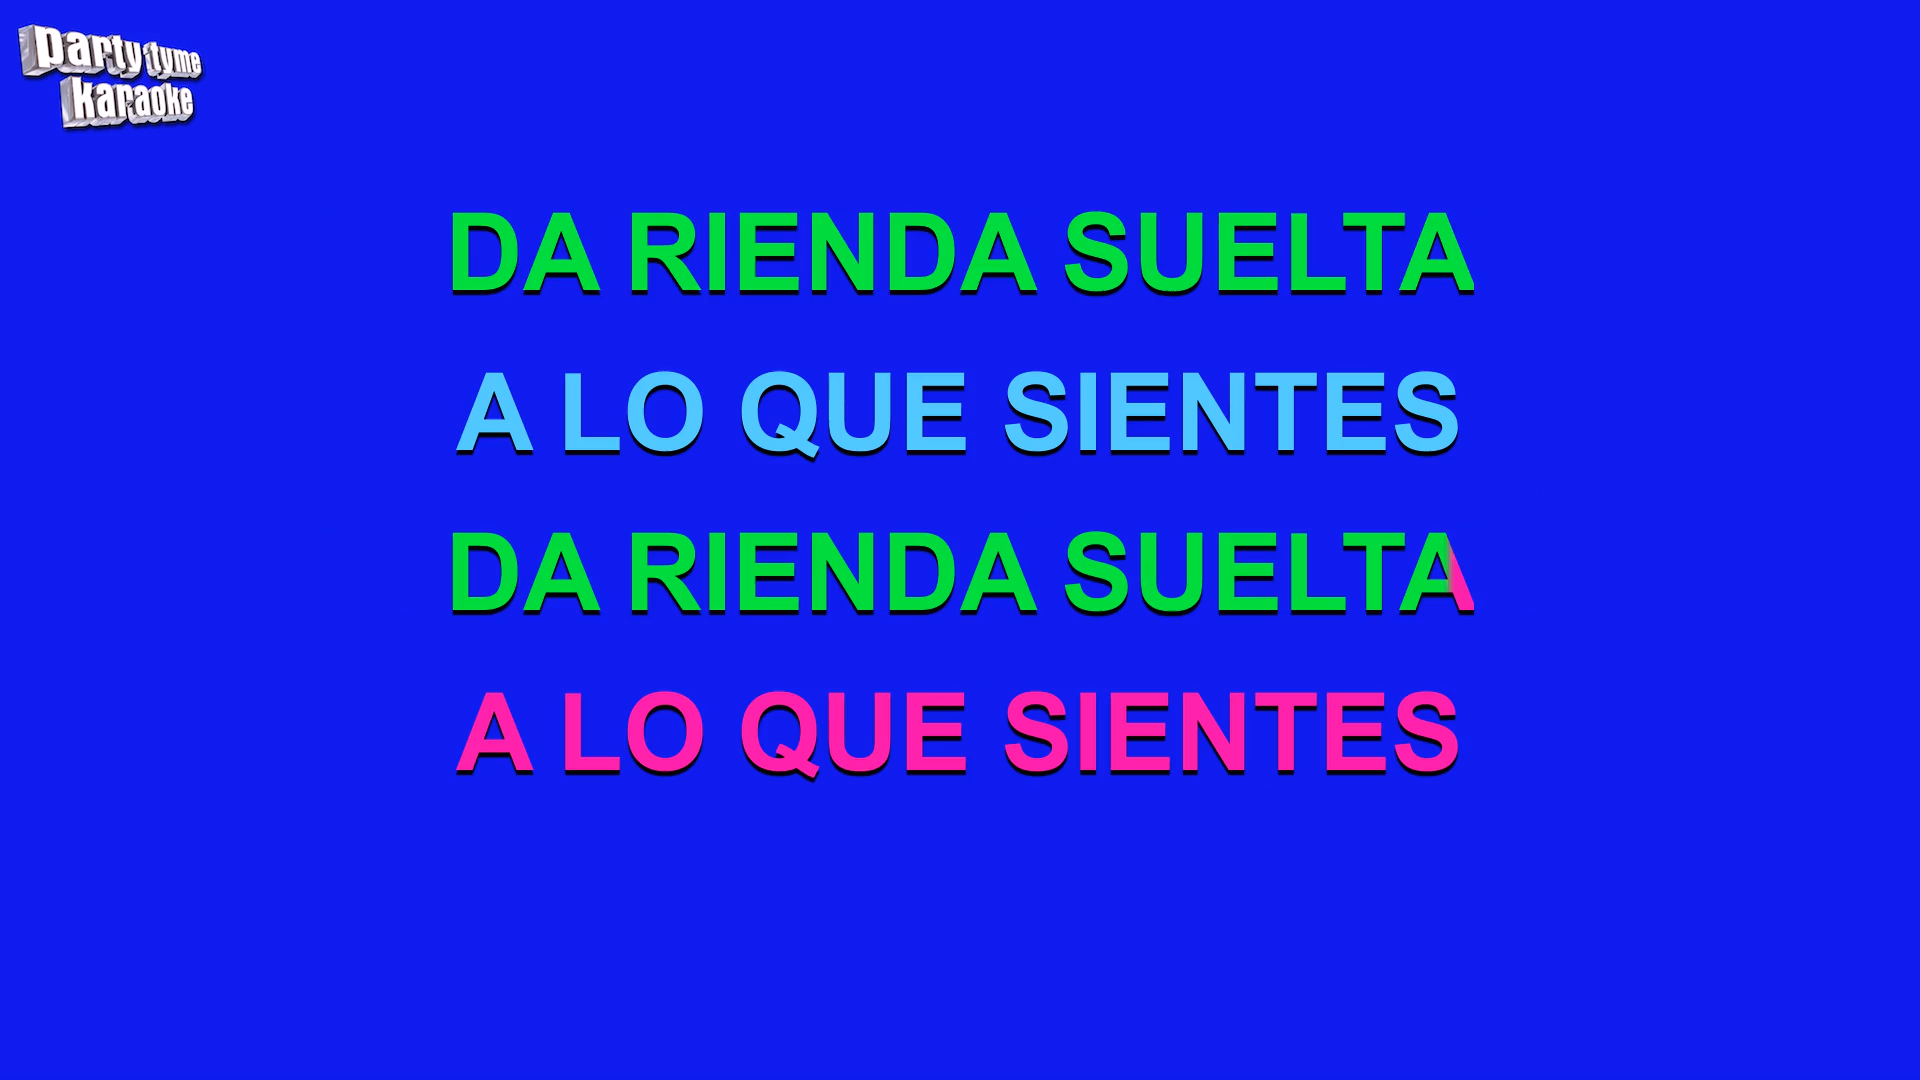 party tyme
karaoke
DA RIENDA SUELTA
A LO QUE SIENTES
DA RIENDA SUELTA
A LO QUE SIENTES